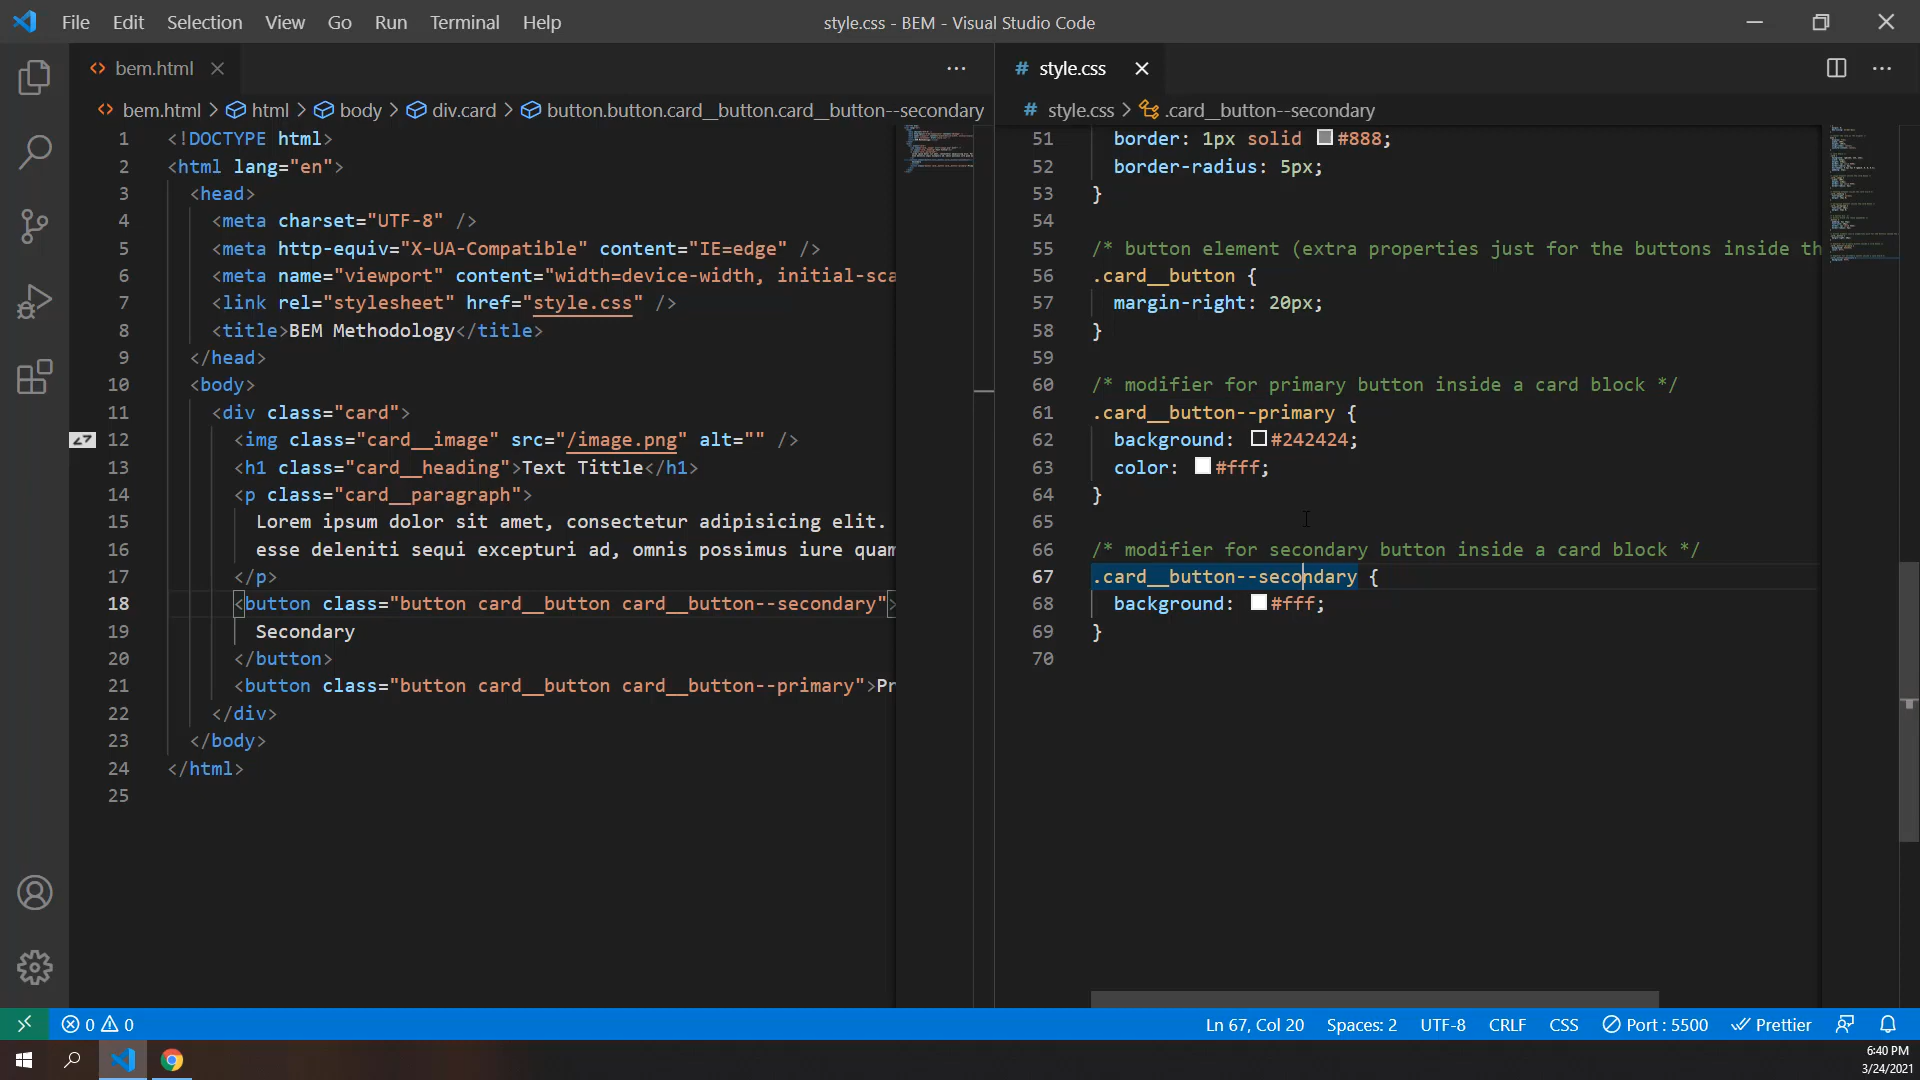 File Edit Selection View Go Run Terminal Help
style.css - BEM - Visual Studio Code
bem.html
bem.html > html > body > div.card > button.button.card__button.card__button--secondary
1 <!DOCTYPE html>
2 <html lang="en">
3 <head>
4 <meta charset="UTF-8" />
5 <meta http-equiv="X-UA-Compatible" content="IE=edge" />
6 <meta name="viewport" content="width=device-width, initial-sca
7 <link rel="stylesheet" href="style.css" />
8 <title>BEM Methodology</title>
9 </head>
10 <body>
11 <div class="card">
12 <img class="card__image" src="/image.png" alt="" />
13 <h1 class="card__heading">Text Tittle</h1>
14 <p class="card__paragraph">
15 Lorem ipsum dolor sit amet, consectetur adipisicing elit.
16 esse deleniti sequi excepturi ad, omnis possimus iure quam
17 </p>
18 <button class="button card__button card__button--secondary">
19 Secondary
20 </button>
21 <button class="button card__button card__button--primary">Pr
22 </div>
23 </body>
24 </html>
25
# style.css
# style.css > .card__button--secondary
51 border: 1px solid #888;
52 border-radius: 5px;
53 }
54
55 /* button element (extra properties just for the buttons inside th
56 .card__button {
57 margin-right: 20px;
58 }
59
60 /* modifier for primary button inside a card block */
61 .card__button--primary {
62 background: #242424;
63 color: #fff;
64 }
65
66 /* modifier for secondary button inside a card block */
67 .card__button--secondary {
68 background: #fff;
69 }
70
0 0
Ln 67, Col 20 Spaces: 2 UTF-8 CRLF CSS Port : 5500 Prettier
6:40 PM
3/24/2021